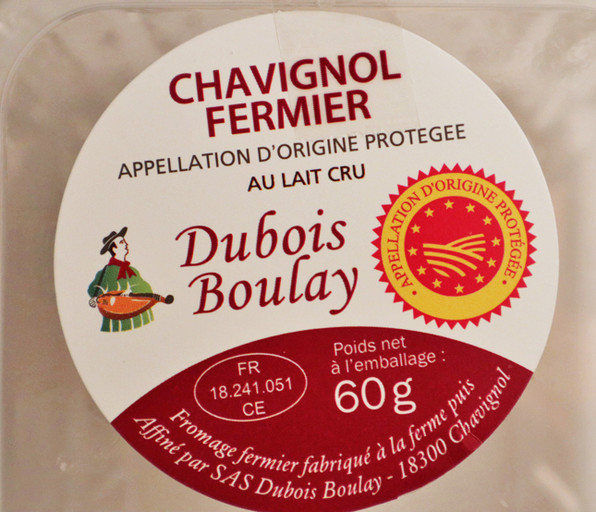 CHAVIGNOL
FERMIER
APPELLATION D'ORIGINE PROTEGEE
AU LAIT CRU
Dubois
Boulay
APPELLATION D'ORIGINE PROTÉGÉE
FR
18.241.051
CE
Poids net
à l'emballage :
60g
Fromage fermier fabriqué à la ferme puis
Affiné par SAS Dubois Boulay - 18300 Chavignol